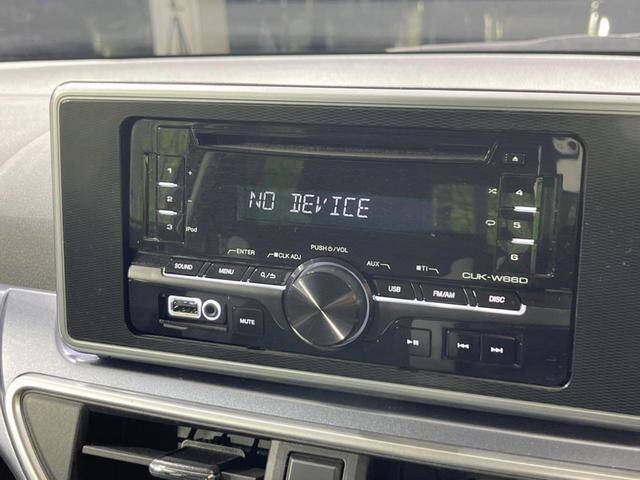 1
2
3
iPod
4
5
6
NO DEVICE
ENTER
CLK ADJ
PUSH /VOL
AUX
TI
CUK-W66D
SOUND
MENU
USB
FM/AM
DISC
MUTE